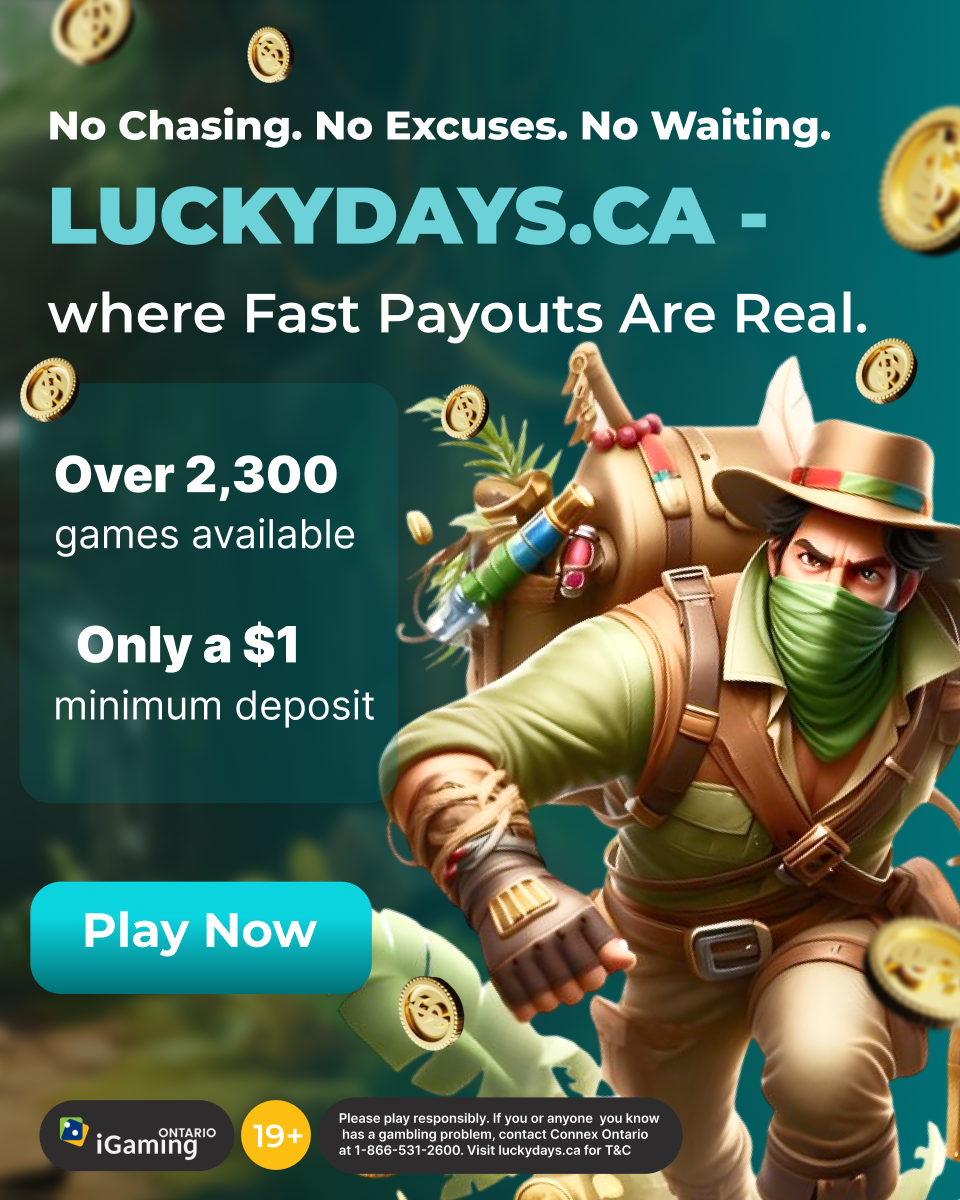 No Chasing. No Excuses. No Waiting.
LUCKYDAYS.CA -
where Fast Payouts Are Real.
Over 2,300
games available
Only a $1
minimum deposit
Play Now
iGaming ONTARIO
19+
Please play responsibly. If you or anyone you know
has a gambling problem, contact Connex Ontario
at 1-866-531-2600. Visit luckydays.ca for T&C